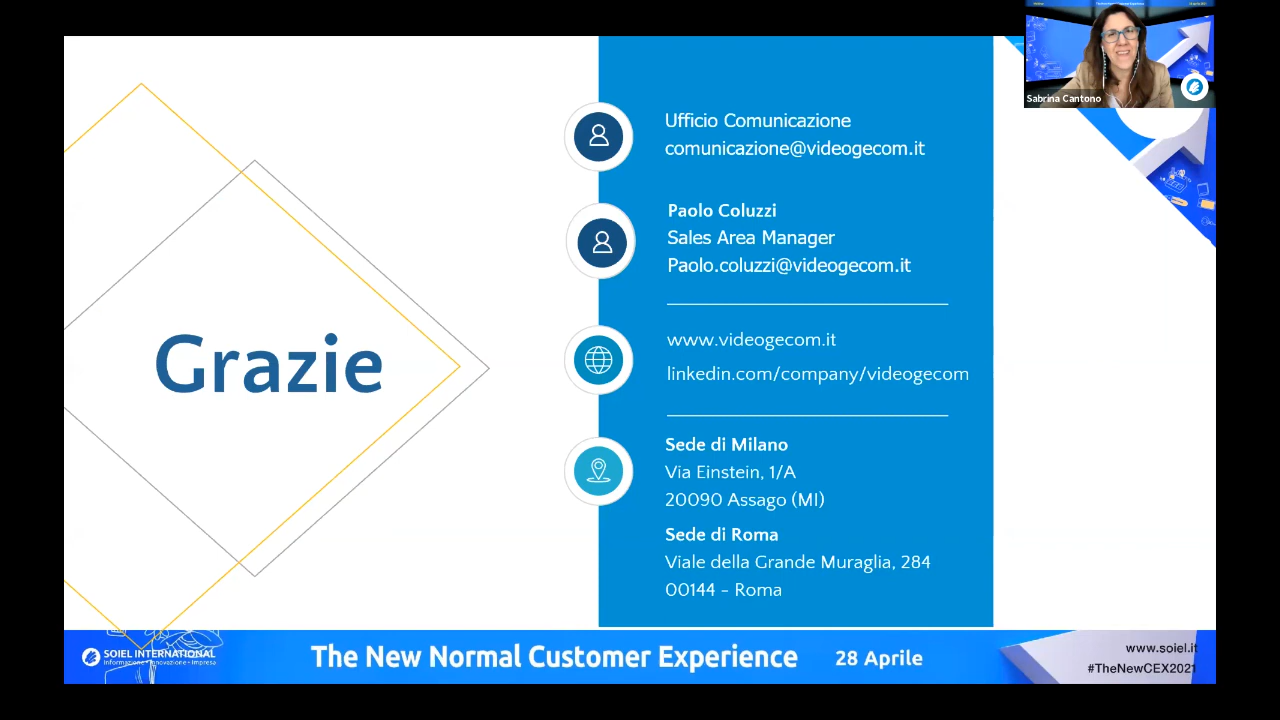 Sabrina Cantono
Ufficio Comunicazione
comunicazione@videogecom.it
Paolo Coluzzi
Sales Area Manager
Paolo.coluzzi@videogecom.it
www.videogecom.it
linkedin.com/company/videogecom
Grazie
Sede di Milano
Via Einstein, 1/A
20090 Assago (MI)
Sede di Roma
Viale della Grande Muraglia, 284
00144 - Roma
SOIEL INTERNATIONAL
Informazione • Innovazione • Impresa
The New Normal Customer Experience
28 Aprile
www.soiel.it
#TheNewCEX2021